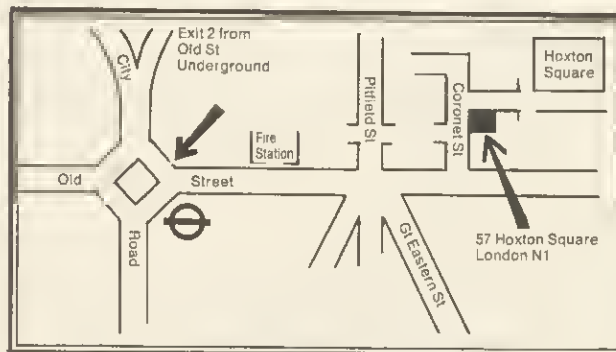 Exit 2 from
Old St
Underground
City
Pitfield St
Coronet St
Hoxton
Square
Fire
Station
Old
Street
Road
Gt Eastern St
57 Hoxton Square
London N1